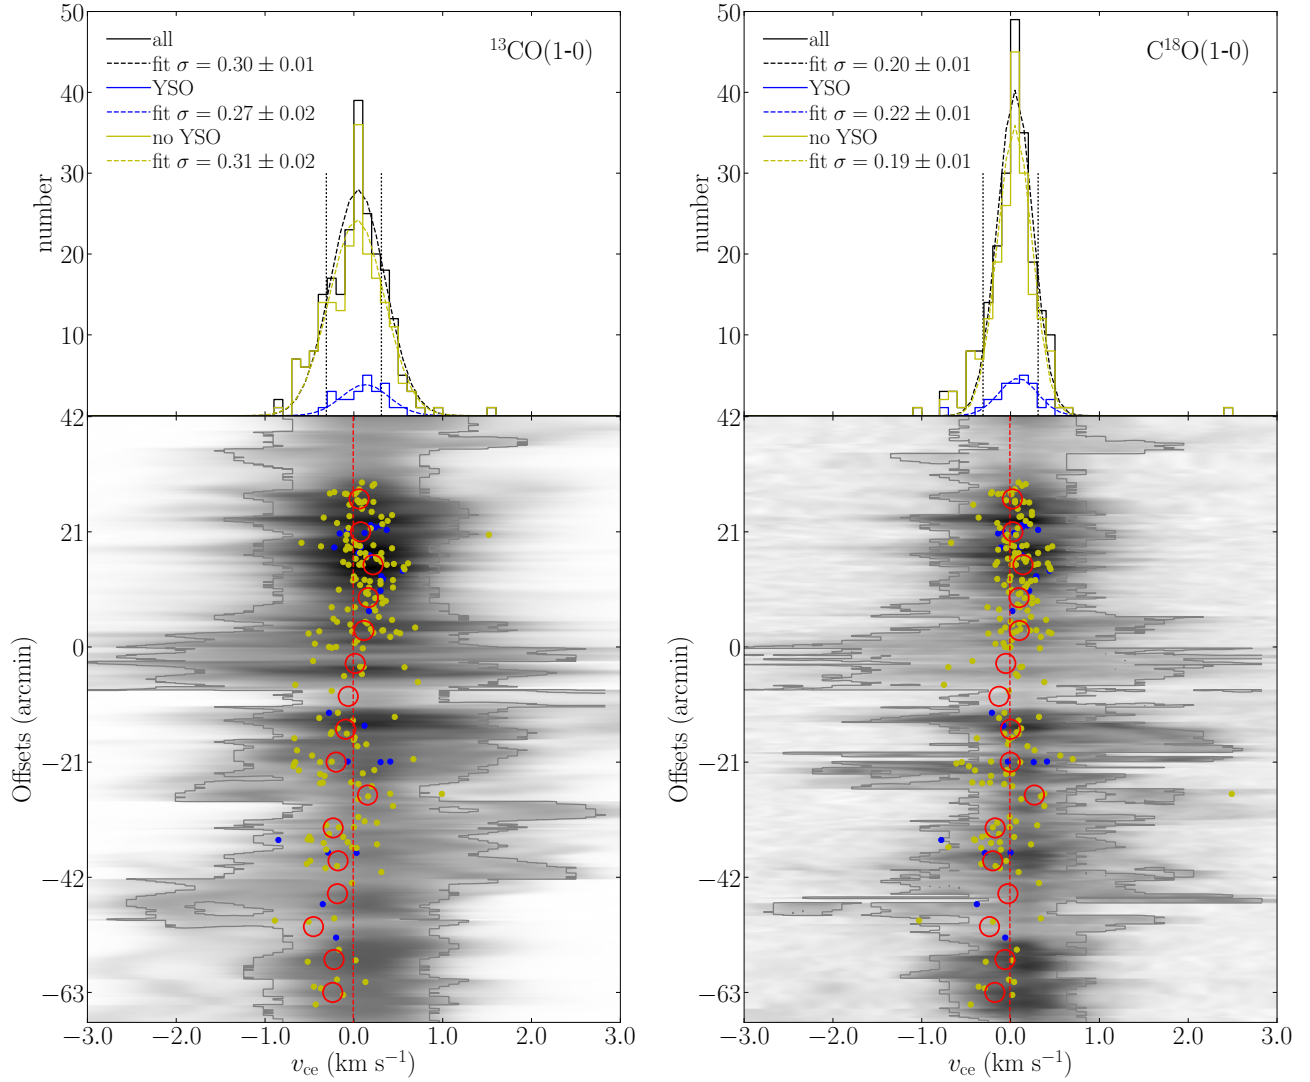 50
40
30
20
10
number
all
fit σ = 0.30 ± 0.01
YSO
fit σ = 0.27 ± 0.02
no YSO
fit σ = 0.31 ± 0.02
¹³CO(1-0)
42
21
0
−21
−42
−63
Offsets (arcmin)
−3.0 −2.0 −1.0 0.0 1.0 2.0 3.0
v_ce (km s⁻¹)
50
40
30
20
10
number
all
fit σ = 0.20 ± 0.01
YSO
fit σ = 0.22 ± 0.01
no YSO
fit σ = 0.19 ± 0.01
C¹⁸O(1-0)
42
21
0
−21
−42
−63
Offsets (arcmin)
−3.0 −2.0 −1.0 0.0 1.0 2.0 3.0
v_ce (km s⁻¹)